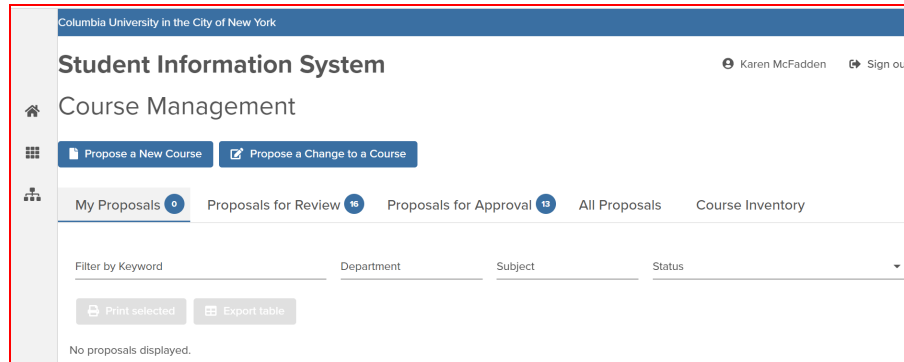 Columbia University in the City of New York
Student Information System
Karen McFadden Sign ou
Course Management
Propose a New Course Propose a Change to a Course
My Proposals 0 Proposals for Review 16 Proposals for Approval 13 All Proposals Course Inventory
Filter by Keyword Department Subject Status
Print selected Export table
No proposals displayed.